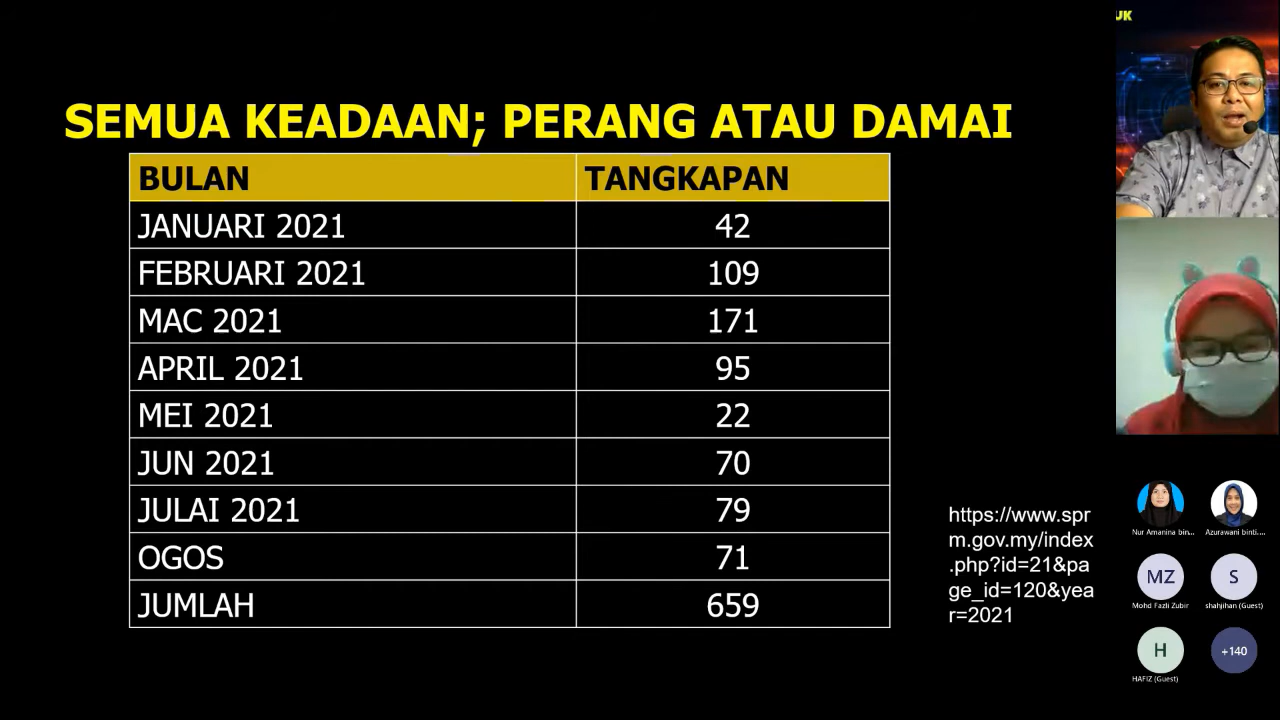 UK
SEMUA KEADAAN; PERANG ATAU DAMAI
BULAN TANGKAPAN
JANUARI 2021 42
FEBRUARI 2021 109
MAC 2021 171
APRIL 2021 95
MEI 2021 22
JUN 2021 70
JULAI 2021 79
OGOS 71
JUMLAH 659
https://www.spr
m.gov.my/index
.php?id=21&pa
ge_id=120&yea
r=2021
Nur Amanina bin... Azurawani binti....
MZ S
Mohd Fazli Zubir shahjihan (Guest)
H +140
HAFIZ (Guest)